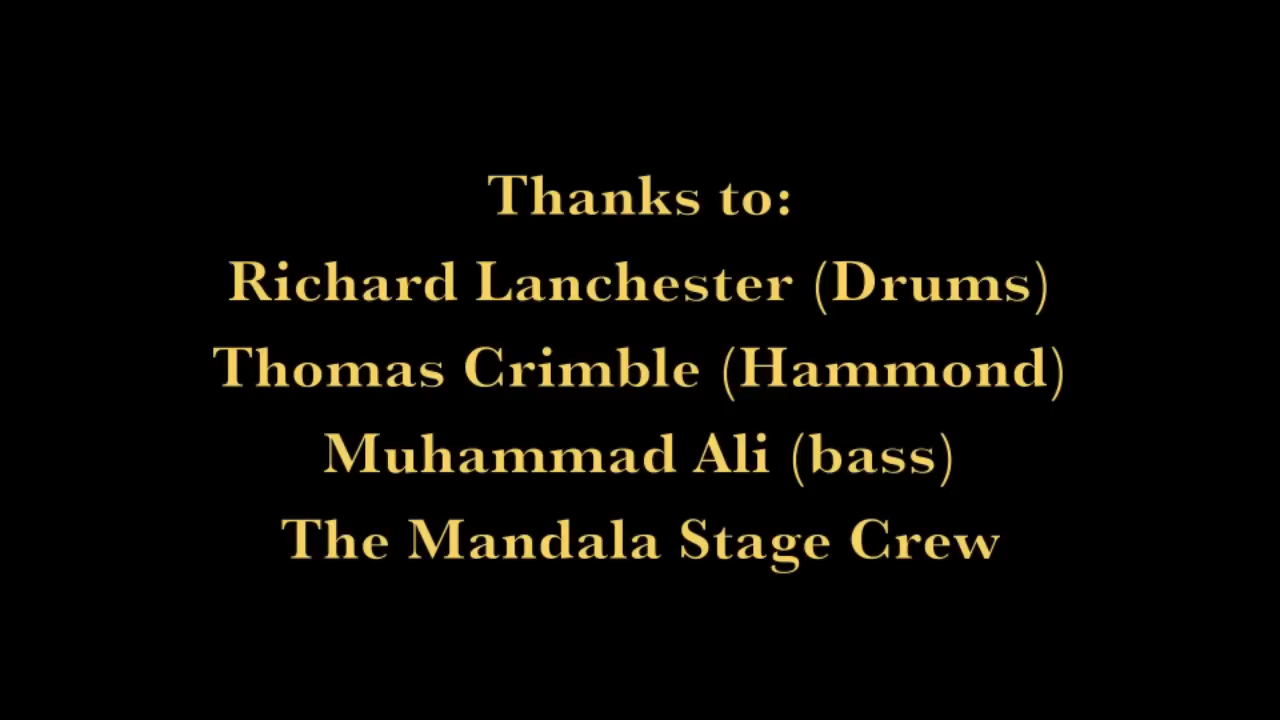 Thanks to:
Richard Lanchester (Drums)
Thomas Crimble (Hammond)
Muhammad Ali (bass)
The Mandala Stage Crew